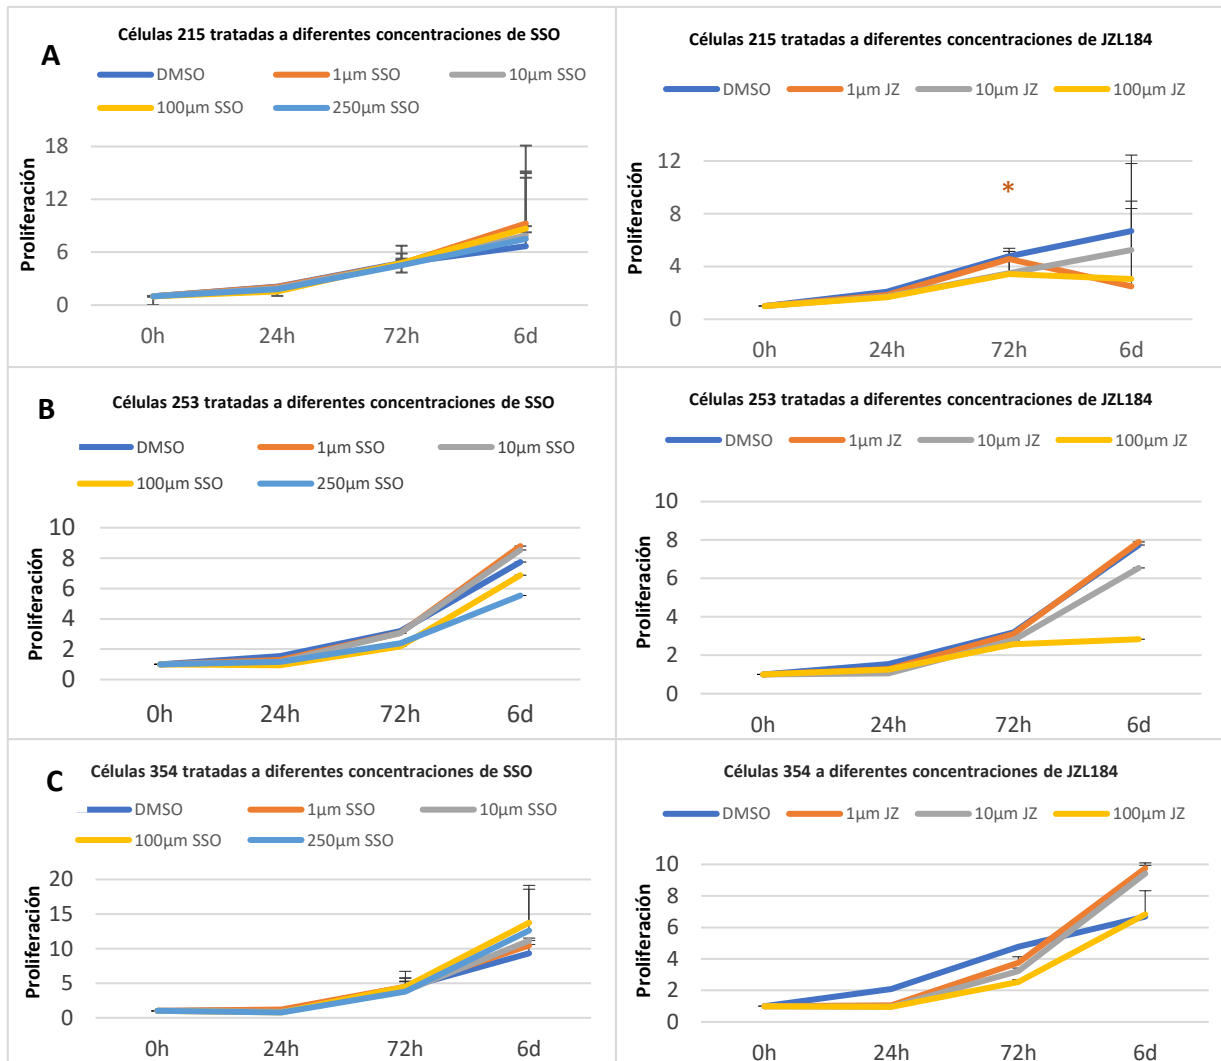 A
Células 215 tratadas a diferentes concentraciones de SSO
DMSO 1µm SSO 10µm SSO
100µm SSO 250µm SSO
Proliferación
18
12
6
0
0h 24h 72h 6d
Células 215 tratadas a diferentes concentraciones de JZL184
DMSO 1µm JZ 10µm JZ 100µm JZ
Proliferación
12
8
4
0
*
0h 24h 72h 6d
B
Células 253 tratadas a diferentes concentraciones de SSO
DMSO 1µm SSO 10µm SSO
100µm SSO 250µm SSO
Proliferación
10
8
6
4
2
0
0h 24h 72h 6d
Células 253 tratadas a diferentes concentraciones de JZL184
DMSO 1µm JZ 10µm JZ 100µm JZ
Proliferación
10
8
6
4
2
0
0h 24h 72h 6d
C
Células 354 tratadas a diferentes concentraciones de SSO
DMSO 1µm SSO 10µm SSO
100µm SSO 250µm SSO
Proliferación
20
15
10
5
0
0h 24h 72h 6d
Células 354 a diferentes concentraciones de JZL184
DMSO 1µm JZ 10µm JZ 100µm JZ
Proliferación
10
8
6
4
2
0
0h 24h 72h 6d